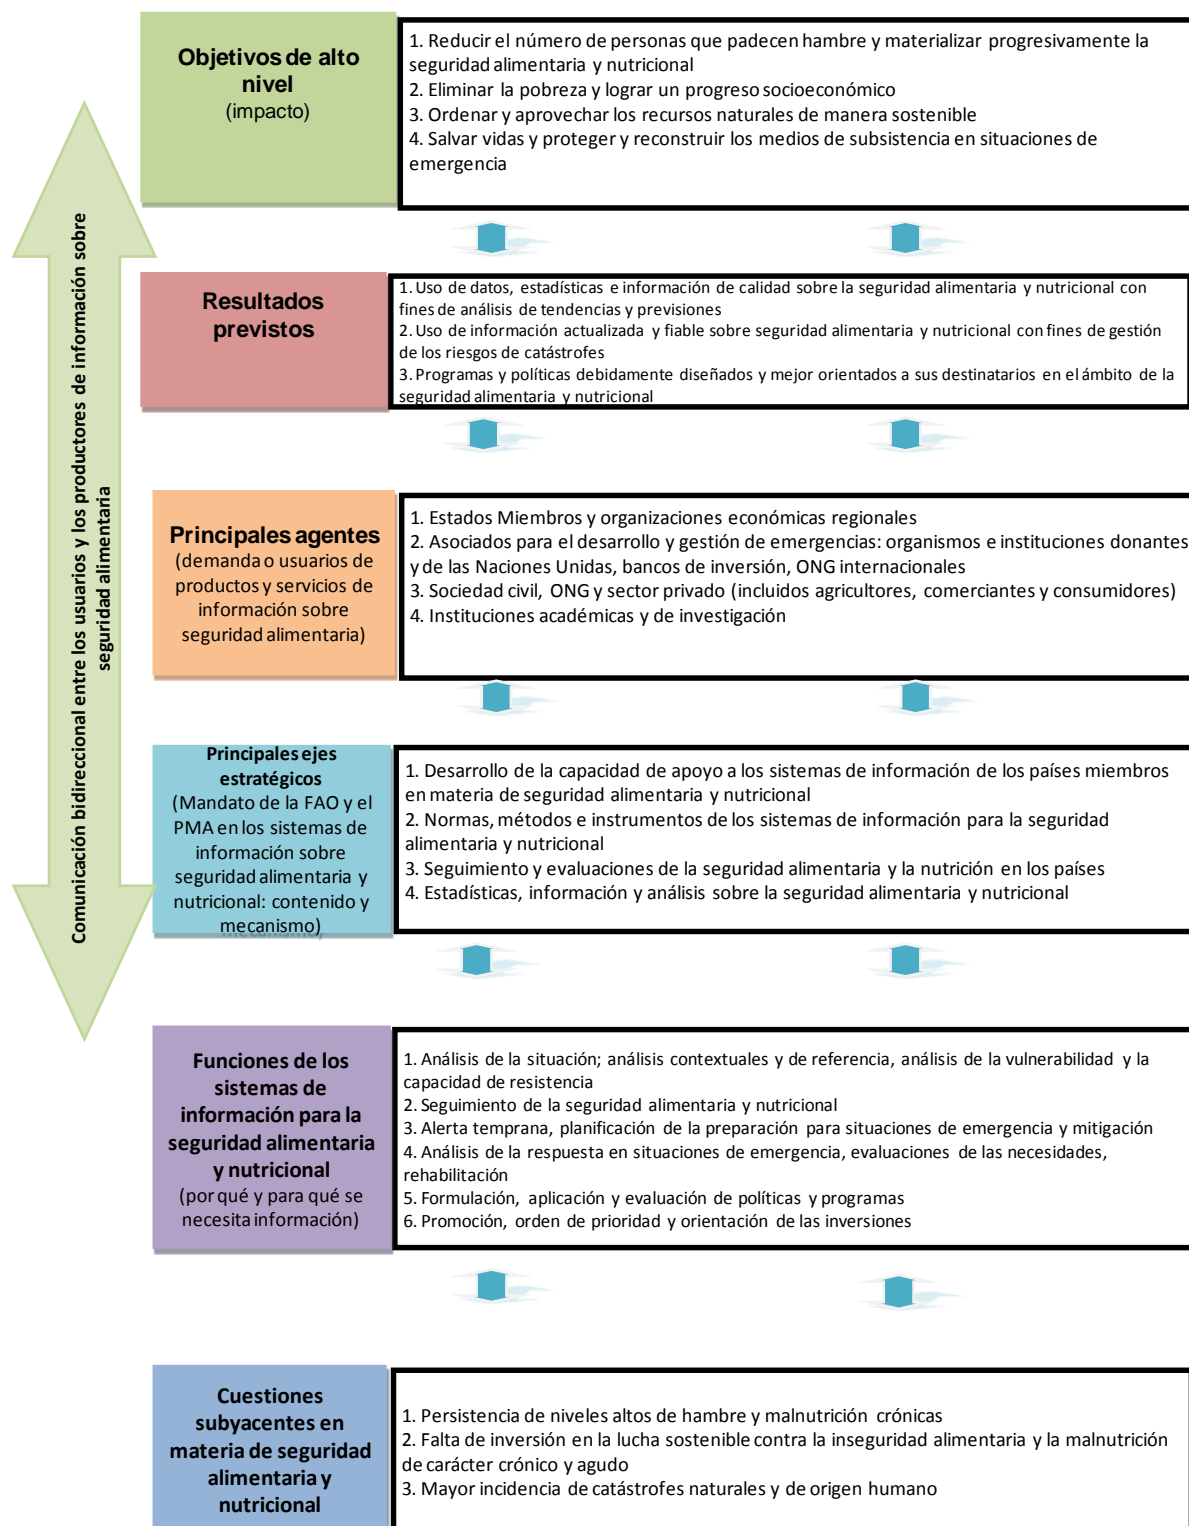 Objetivos de alto
nivel
(impacto)
1. Reducir el número de personas que padecen hambre y materializar progresivamente la
seguridad alimentaria y nutricional
2. Eliminar la pobreza y lograr un progreso socioeconómico
3. Ordenar y aprovechar los recursos naturales de manera sostenible
4. Salvar vidas y proteger y reconstruir los medios de subsistencia en situaciones de
emergencia
Comunicación bidireccional entre los usuarios y los productores de información sobre
seguridad alimentaria
Resultados
previstos
1. Uso de datos, estadísticas e información de calidad sobre la seguridad alimentaria y nutricional con
fines de análisis de tendencias y previsiones
2. Uso de información actualizada y fiable sobre seguridad alimentaria y nutricional con fines de gestión
de los riesgos de catástrofes
3. Programas y políticas debidamente diseñados y mejor orientados a sus destinatarios en el ámbito de la
seguridad alimentaria y nutricional
Principales agentes
(demanda o usuarios de
productos y servicios de
información sobre
seguridad alimentaria)
1. Estados Miembros y organizaciones económicas regionales
2. Asociados para el desarrollo y gestión de emergencias: organismos e instituciones donantes
y de las Naciones Unidas, bancos de inversión, ONG internacionales
3. Sociedad civil, ONG y sector privado (incluidos agricultores, comerciantes y consumidores)
4. Instituciones académicas y de investigación
Principales ejes
estratégicos
(Mandato de la FAO y el
PMA en los sistemas de
información sobre
seguridad alimentaria y
nutricional: contenido y
mecanismo)
1. Desarrollo de la capacidad de apoyo a los sistemas de información de los países miembros
en materia de seguridad alimentaria y nutricional
2. Normas, métodos e instrumentos de los sistemas de información para la seguridad
alimentaria y nutricional
3. Seguimiento y evaluaciones de la seguridad alimentaria y la nutrición en los países
4. Estadísticas, información y análisis sobre la seguridad alimentaria y nutricional
Funciones de los
sistemas de
información para la
seguridad alimentaria
y nutricional
(por qué y para qué se
necesita información)
1. Análisis de la situación; análisis contextuales y de referencia, análisis de la vulnerabilidad y la
capacidad de resistencia
2. Seguimiento de la seguridad alimentaria y nutricional
3. Alerta temprana, planificación de la preparación para situaciones de emergencia y mitigación
4. Análisis de la respuesta en situaciones de emergencia, evaluaciones de las necesidades,
rehabilitación
5. Formulación, aplicación y evaluación de políticas y programas
6. Promoción, orden de prioridad y orientación de las inversiones
Cuestiones
subyacentes en
materia de seguridad
alimentaria y
nutricional
1. Persistencia de niveles altos de hambre y malnutrición crónicas
2. Falta de inversión en la lucha sostenible contra la inseguridad alimentaria y la malnutrición
de carácter crónico y agudo
3. Mayor incidencia de catástrofes naturales y de origen humano